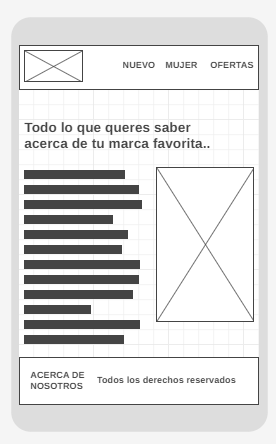 NUEVO MUJER OFERTAS
Todo lo que queres saber
acerca de tu marca favorita..
ACERCA DE
NOSOTROS
Todos los derechos reservados